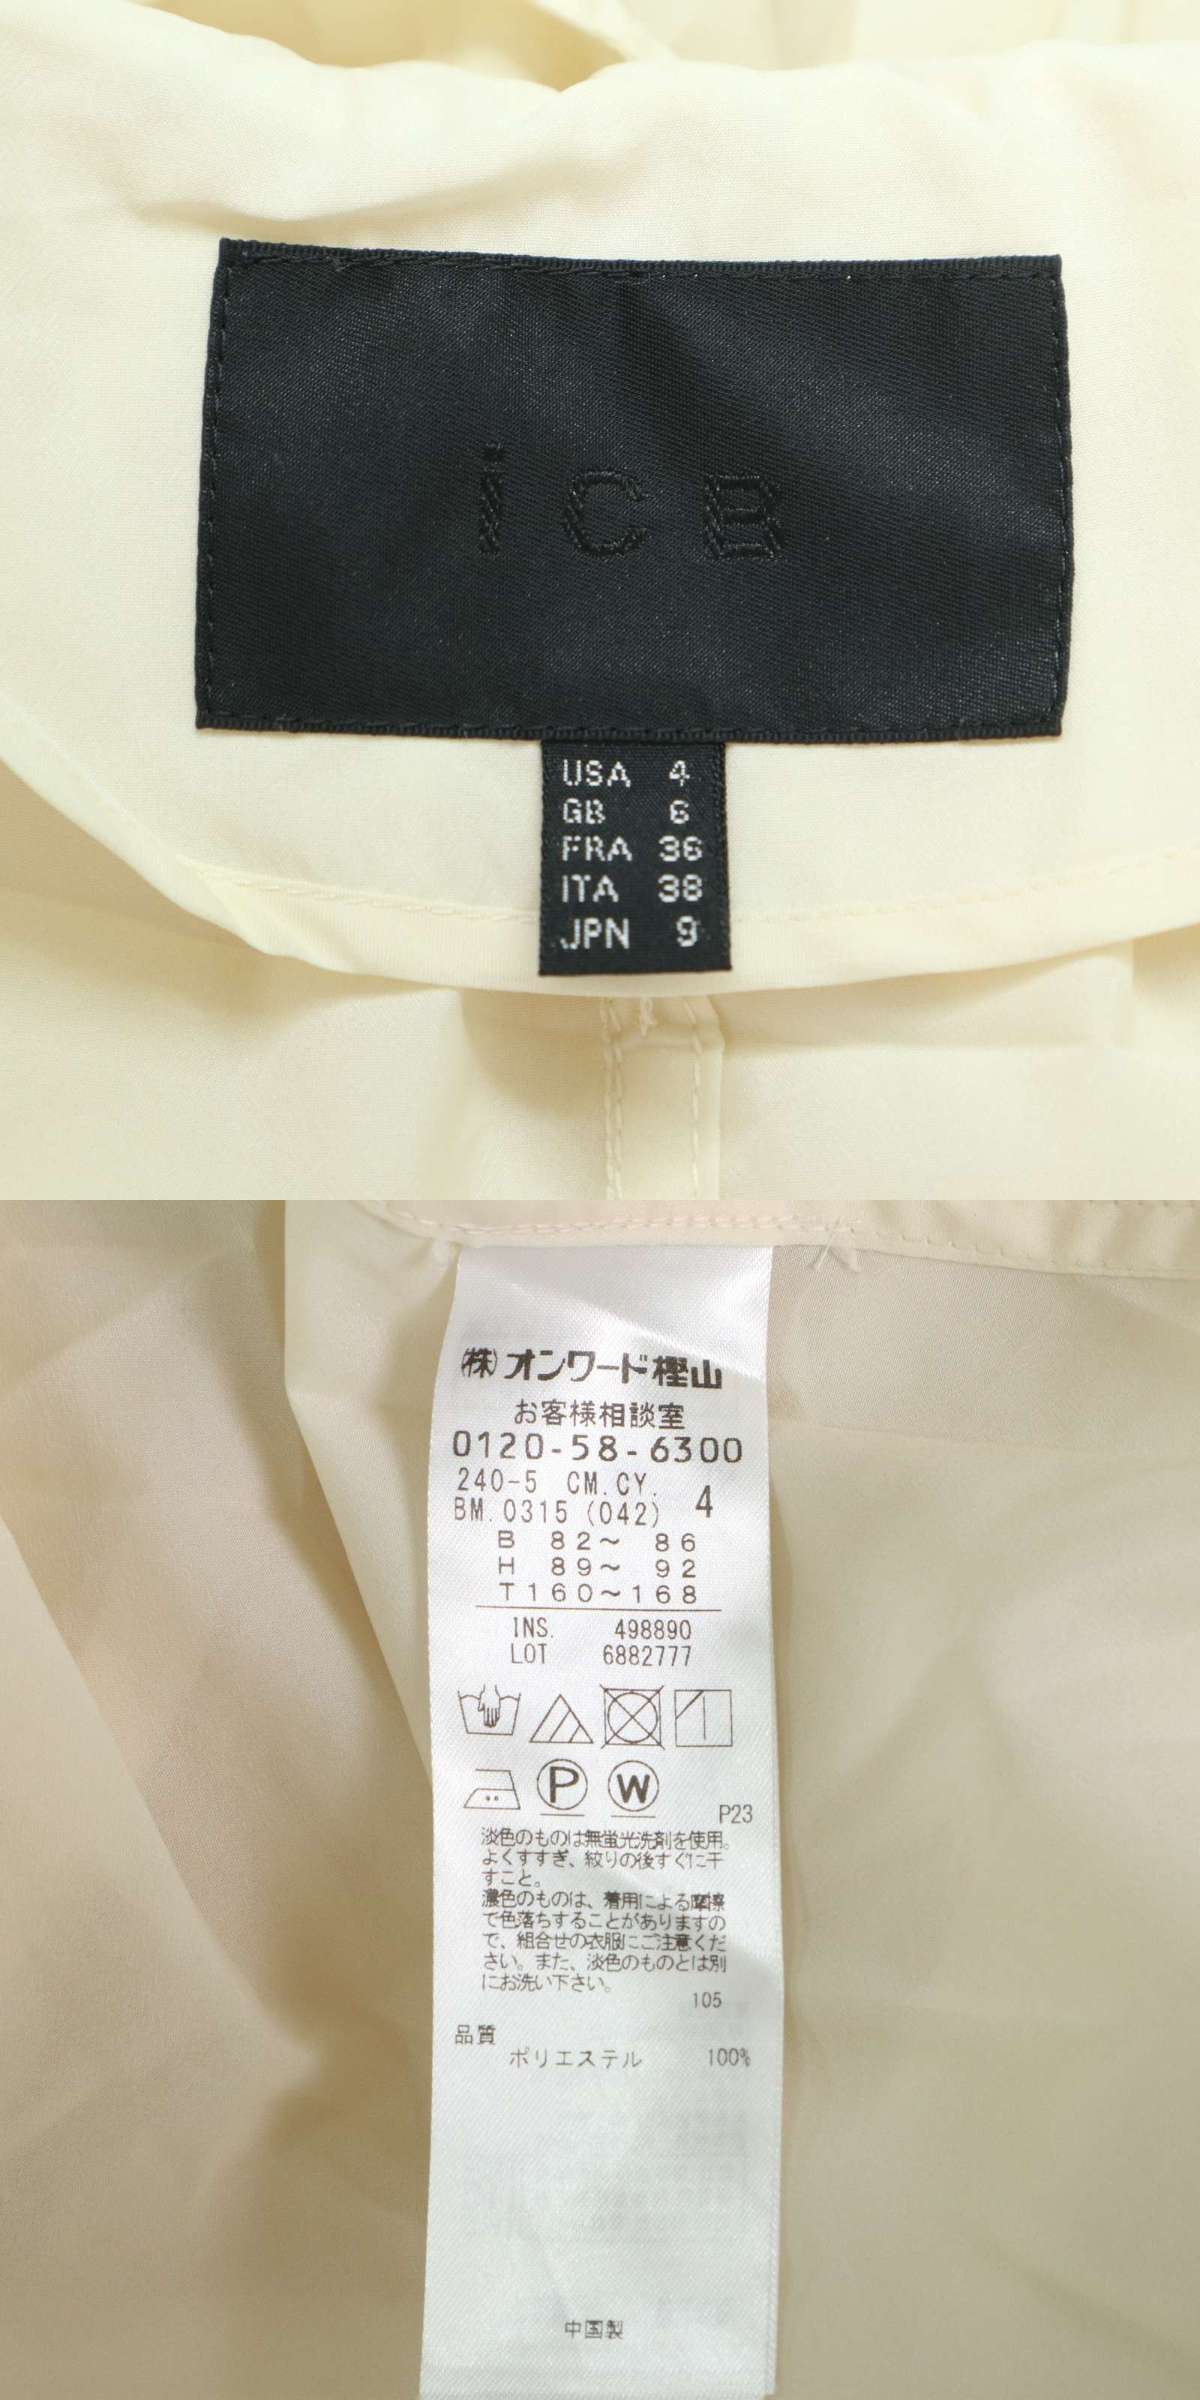 iCB
USA 4
GB 6
FRA 36
ITA 38
JPN 9
(株)オンワード樫山
お客様相談室
0120-58-6300
240-5 CM.CY.
BM.0315 (042) 4
B 82〜 86
H 89〜 92
T160〜168
INS. 498890
LOT 6882777
P W
P23
淡色のものは無蛍光洗剤を使用。
よくすすぎ、絞りの後すぐに干
すこと。
濃色のものは、着用による摩擦
で色落ちすることがありますの
で、組合せの衣服にご注意くだ
さい。また、淡色のものとは別
にお洗い下さい。
105
品質
ポリエステル 100%
中国製